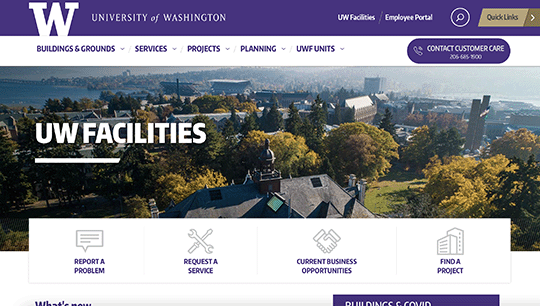 W UNIVERSITY of WASHINGTON
UW Facilities Employee Portal Quick Links
BUILDINGS & GROUNDS SERVICES PROJECTS PLANNING UWF UNITS
CONTACT CUSTOMER CARE
206-685-1900
UW FACILITIES
REPORT A
PROBLEM
REQUEST A
SERVICE
CURRENT BUSINESS
OPPORTUNITIES
FIND A
PROJECT
What's new
BUILDINGS & COVID